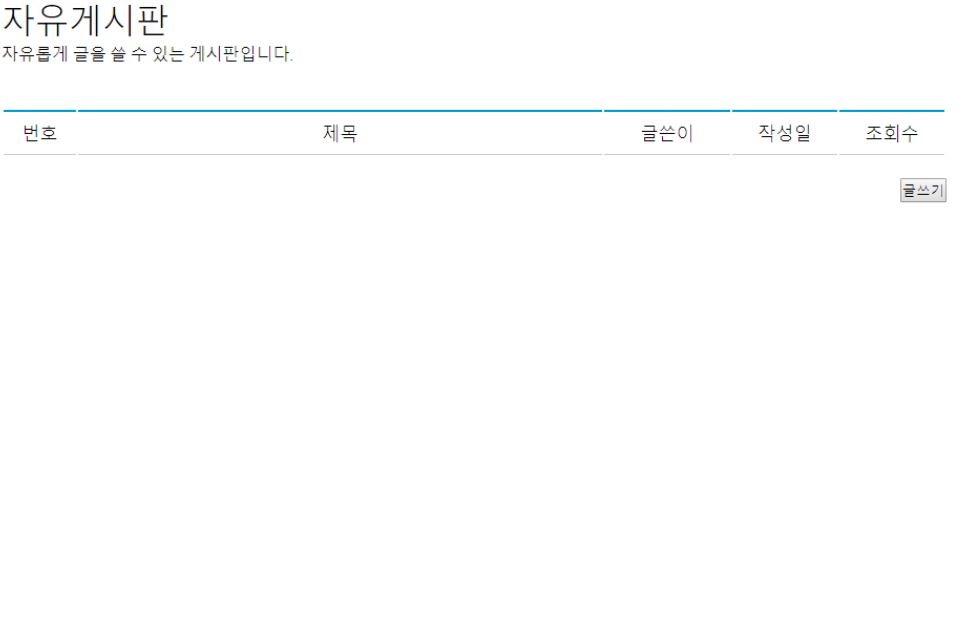 자유게시판
자유롭게 글을 쓸 수 있는 게시판입니다.
번호 제목 글쓴이 작성일 조회수
글쓰기